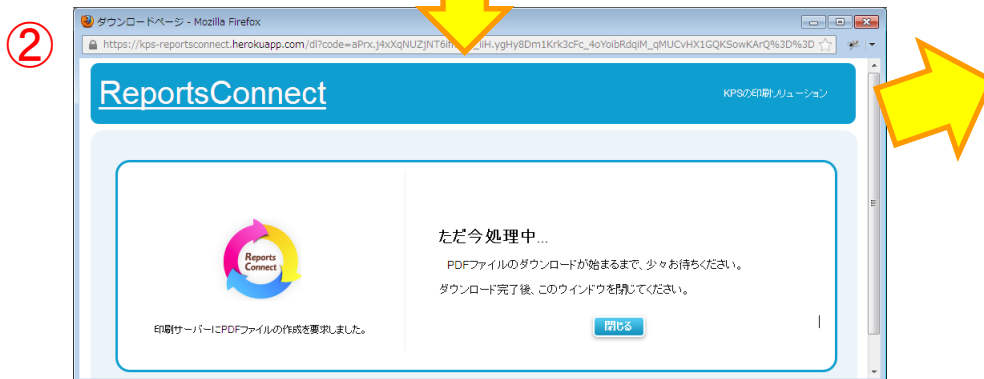 ②
ダウンロードページ - Mozilla Firefox
ReportsConnect
KPSの印刷ソリューション
Reports
Connect
ただ今処理中...
PDFファイルのダウンロードが始まるまで、少々お待ちください。
ダウンロード完了後、このウインドウを閉じてください。
印刷サーバーにPDFファイルの作成を要求しました。
閉じる